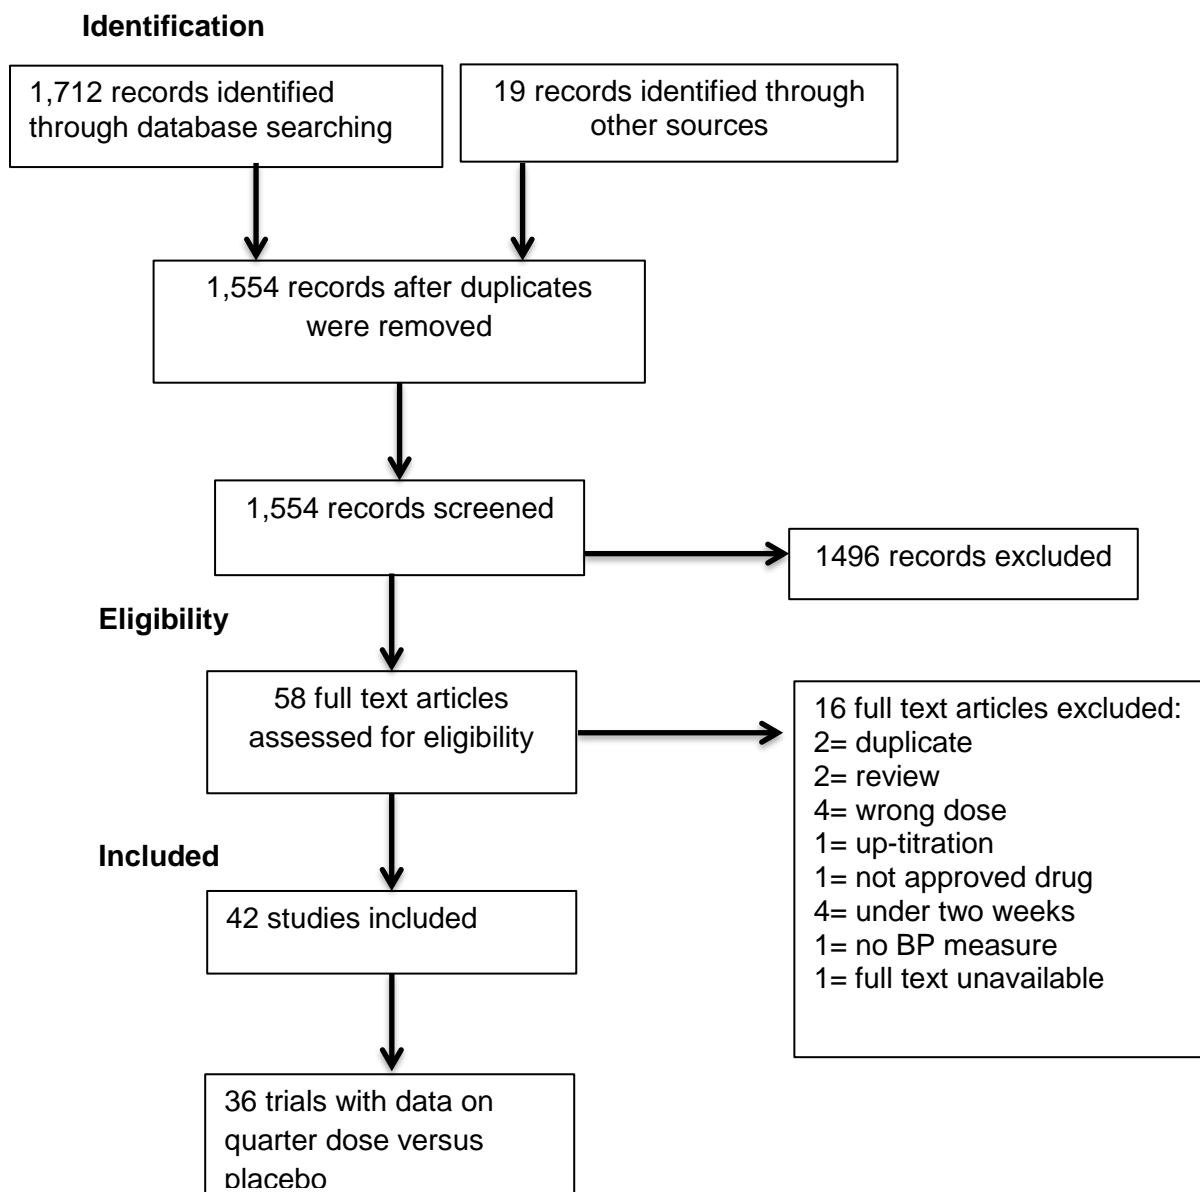 Identification
1,712 records identified
through database searching
19 records identified through
other sources
1,554 records after duplicates
were removed
1,554 records screened
1496 records excluded
Eligibility
58 full text articles
assessed for eligibility
16 full text articles excluded:
2= duplicate
2= review
4= wrong dose
1= up-titration
1= not approved drug
4= under two weeks
1= no BP measure
1= full text unavailable
Included
42 studies included
36 trials with data on
quarter dose versus
placebo